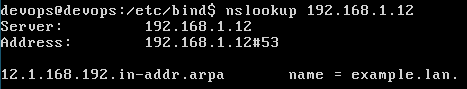 devops@devops:/etc/bind$ nslookup 192.168.1.12
Server:         192.168.1.12
Address:        192.168.1.12#53
12.1.168.192.in-addr.arpa       name = example.lan.